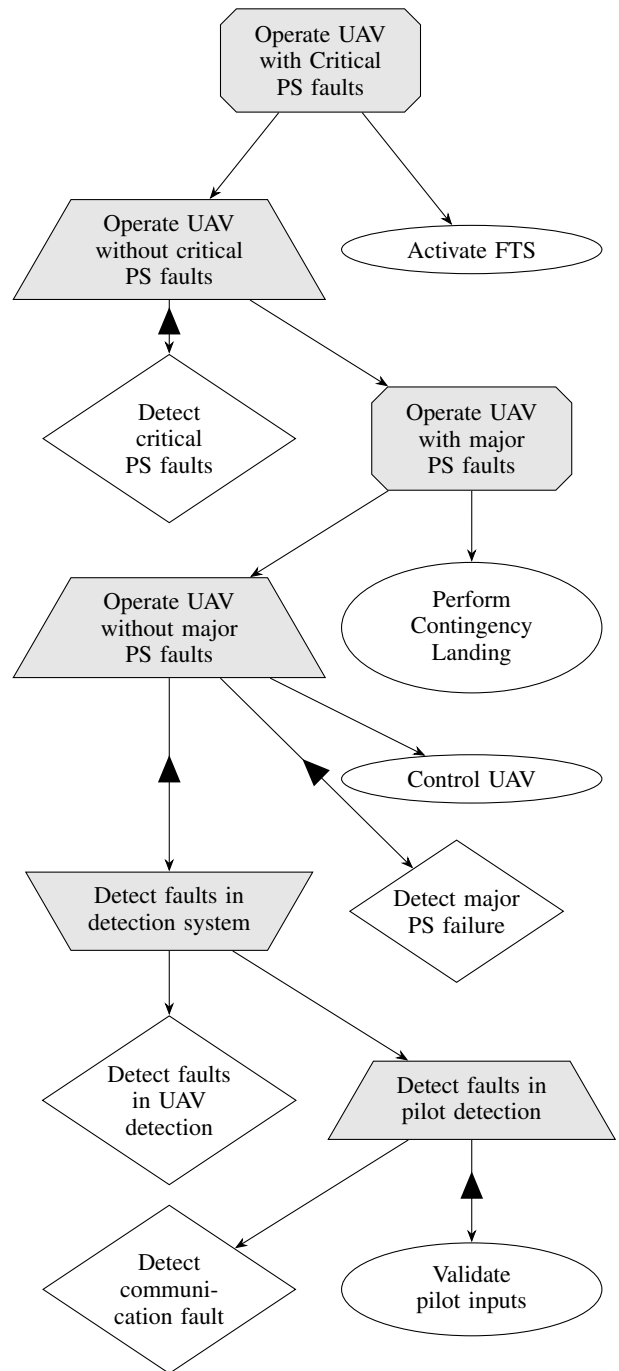 Operate UAV
with Critical
PS faults
Operate UAV
without critical
PS faults
Activate FTS
Detect
critical
PS faults
Operate UAV
with major
PS faults
Operate UAV
without major
PS faults
Perform
Contingency
Landing
Control UAV
Detect faults in
detection system
Detect major
PS failure
Detect faults
in UAV
detection
Detect faults in
pilot detection
Detect
communi-
cation fault
Validate
pilot inputs